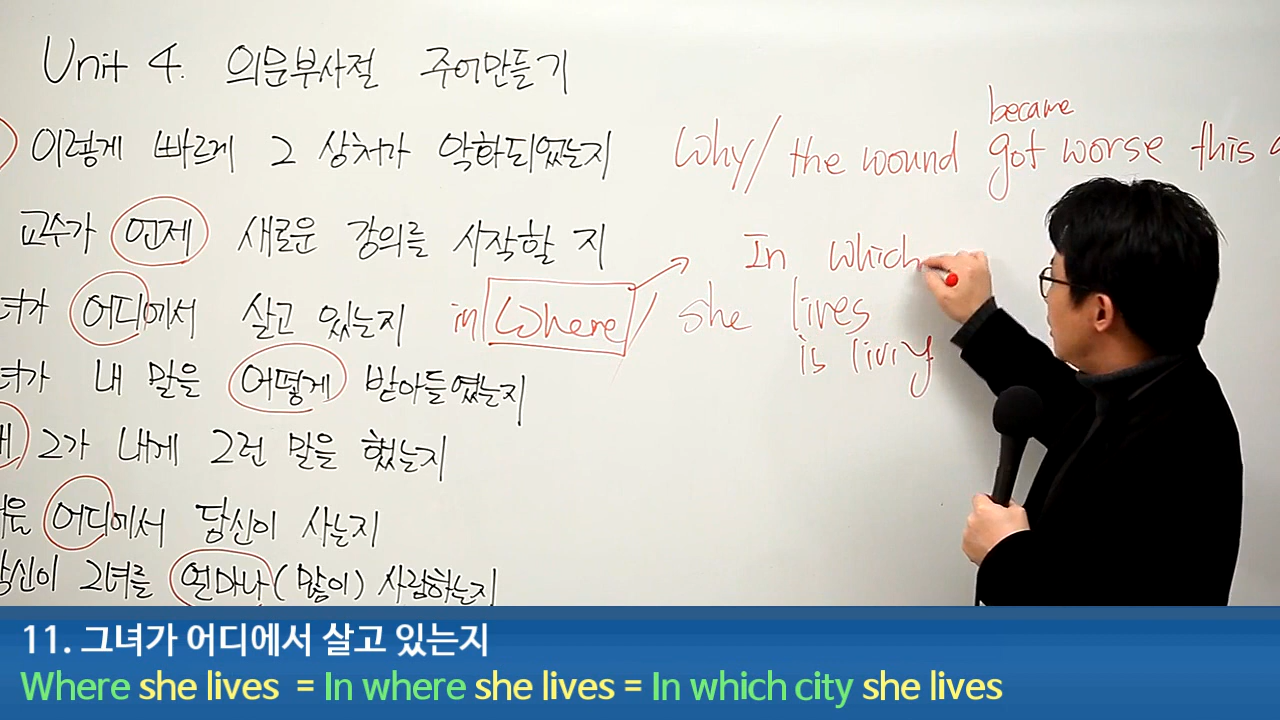 Unit 4. 의문부사절 주어만들기
이렇게 빠르게 그 상처가 악화되었는지 Why/ the wound got worse this
became
교수가 언제 새로운 강의를 시작할 지
In which
어디에서 살고 있는지 in Where/ she lives
is living
내 말을 어떻게 받아들였는지
그가 내게 그런 말을 했는지
어디에서 당신이 사는지
당신이 그녀를 얼마나(많이) 사랑하는지
11. 그녀가 어디에서 살고 있는지
Where she lives = In where she lives = In which city she lives